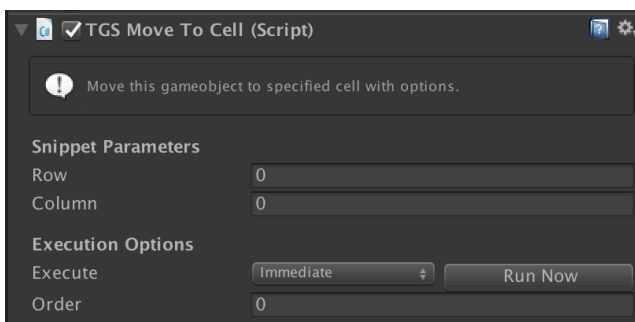 TGS Move To Cell (Script)
Move this gameobject to specified cell with options.
Snippet Parameters
Row 0
Column 0
Execution Options
Execute Immediate Run Now
Order 0